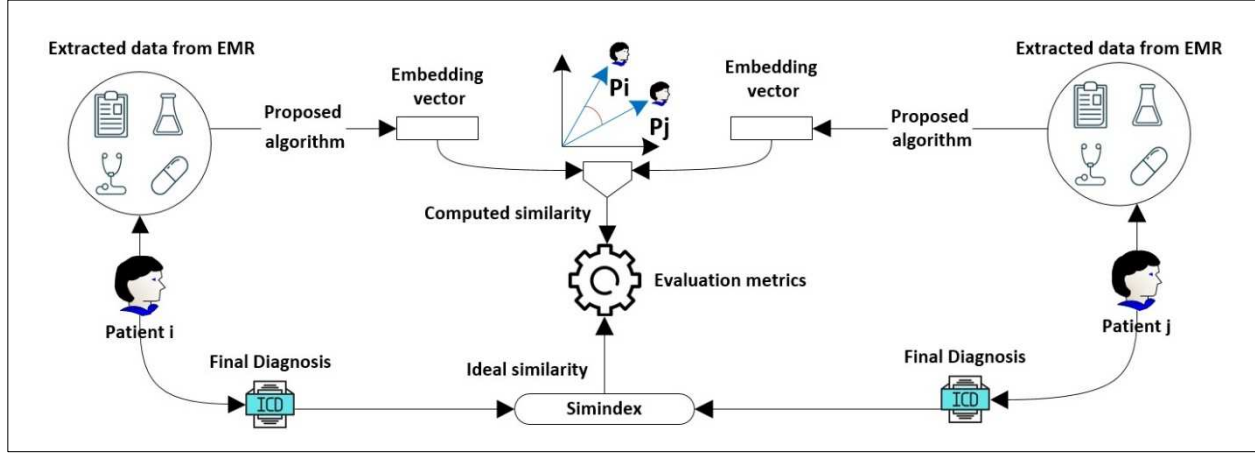 Extracted data from EMR
Extracted data from EMR
Embedding
vector
Embedding
vector
Pi
Pj
Proposed
algorithm
Proposed
algorithm
Computed similarity
Evaluation metrics
Patient i
Patient j
Final Diagnosis
Final Diagnosis
Ideal similarity
ICD
ICD
Simindex